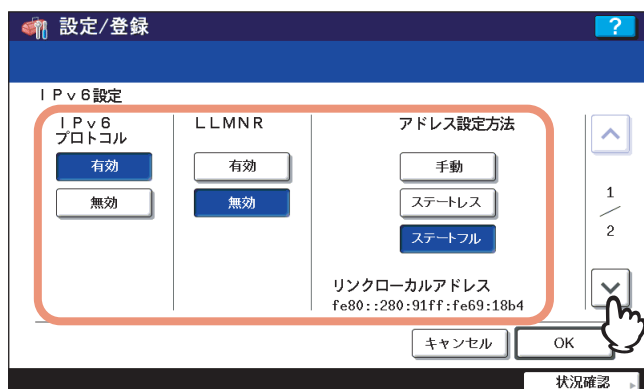 設定/登録
?
IPv6設定
IPv6
プロトコル
有効
無効
LLMNR
有効
無効
アドレス設定方法
手動
ステートレス
ステートフル
リンクローカルアドレス
fe80::280:91ff:fe69:18b4
1
/
2
キャンセル
OK
状況確認